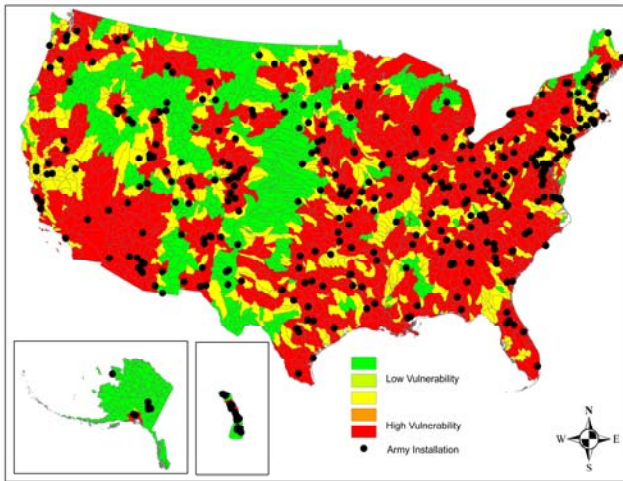 Low Vulnerability
High Vulnerability
Army Installation
N
W E
S